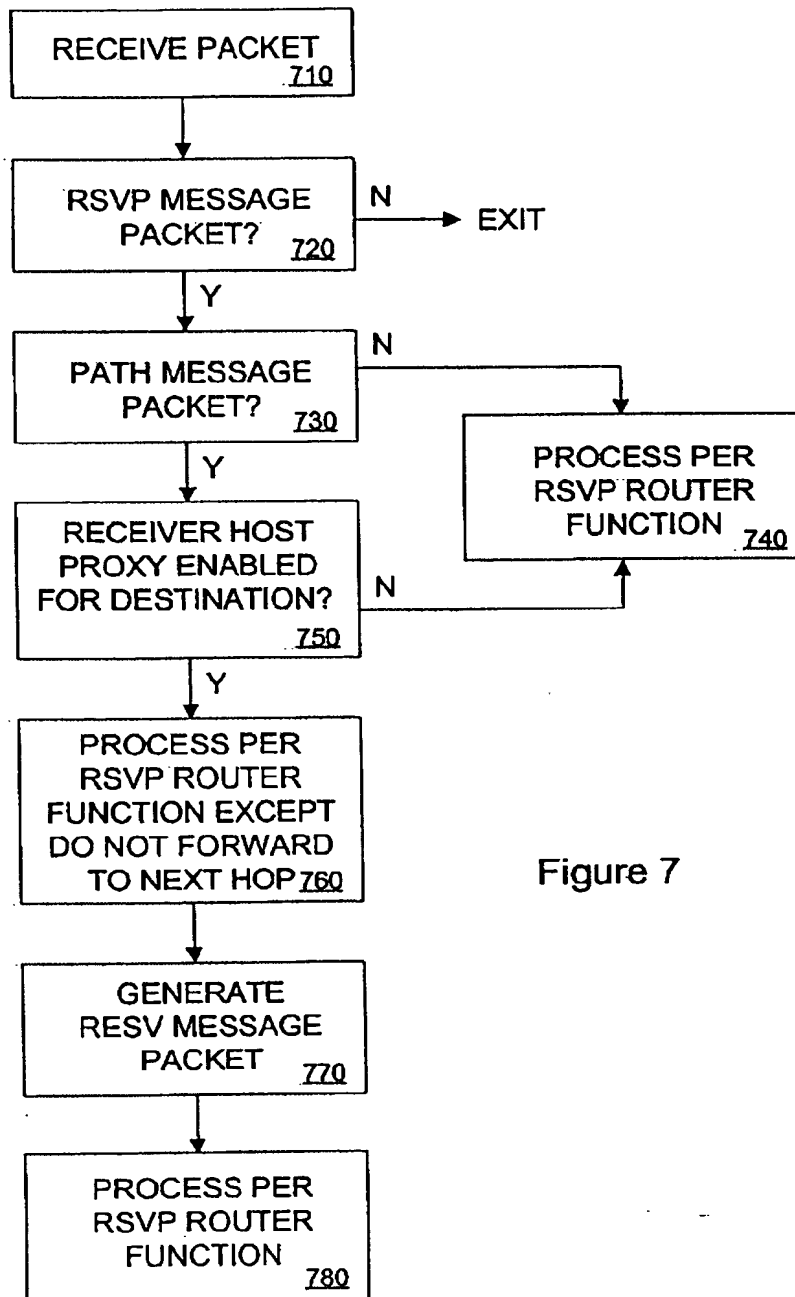 RECEIVE PACKET
710
RSVP MESSAGE
PACKET?
720
N
EXIT
Y
PATH MESSAGE
PACKET?
730
N
Y
PROCESS PER
RSVP ROUTER
FUNCTION
740
RECEIVER HOST
PROXY ENABLED
FOR DESTINATION?
750
N
Y
PROCESS PER
RSVP ROUTER
FUNCTION EXCEPT
DO NOT FORWARD
TO NEXT HOP 760
Figure 7
GENERATE
RESV MESSAGE
PACKET
770
PROCESS PER
RSVP ROUTER
FUNCTION
780